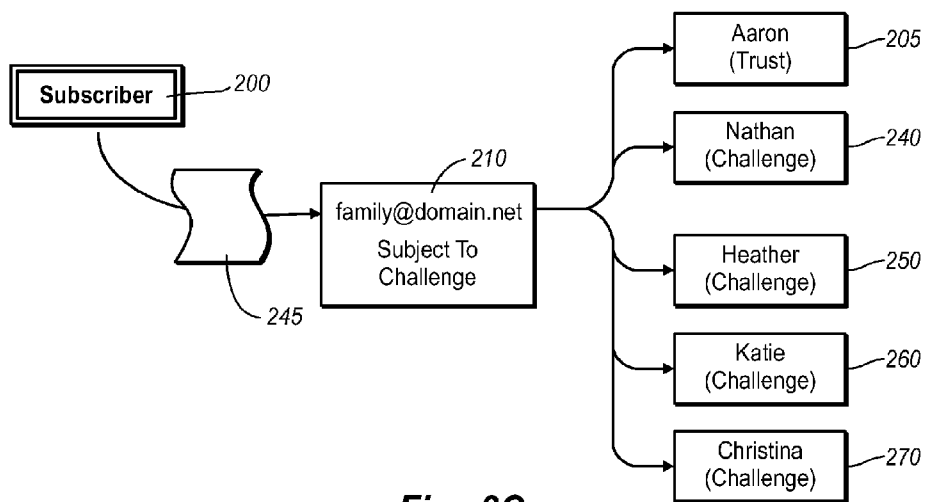 Subscriber
200
245
210
family@domain.net
Subject To
Challenge
Aaron
(Trust)
205
Nathan
(Challenge)
240
Heather
(Challenge)
250
Katie
(Challenge)
260
Christina
(Challenge)
270